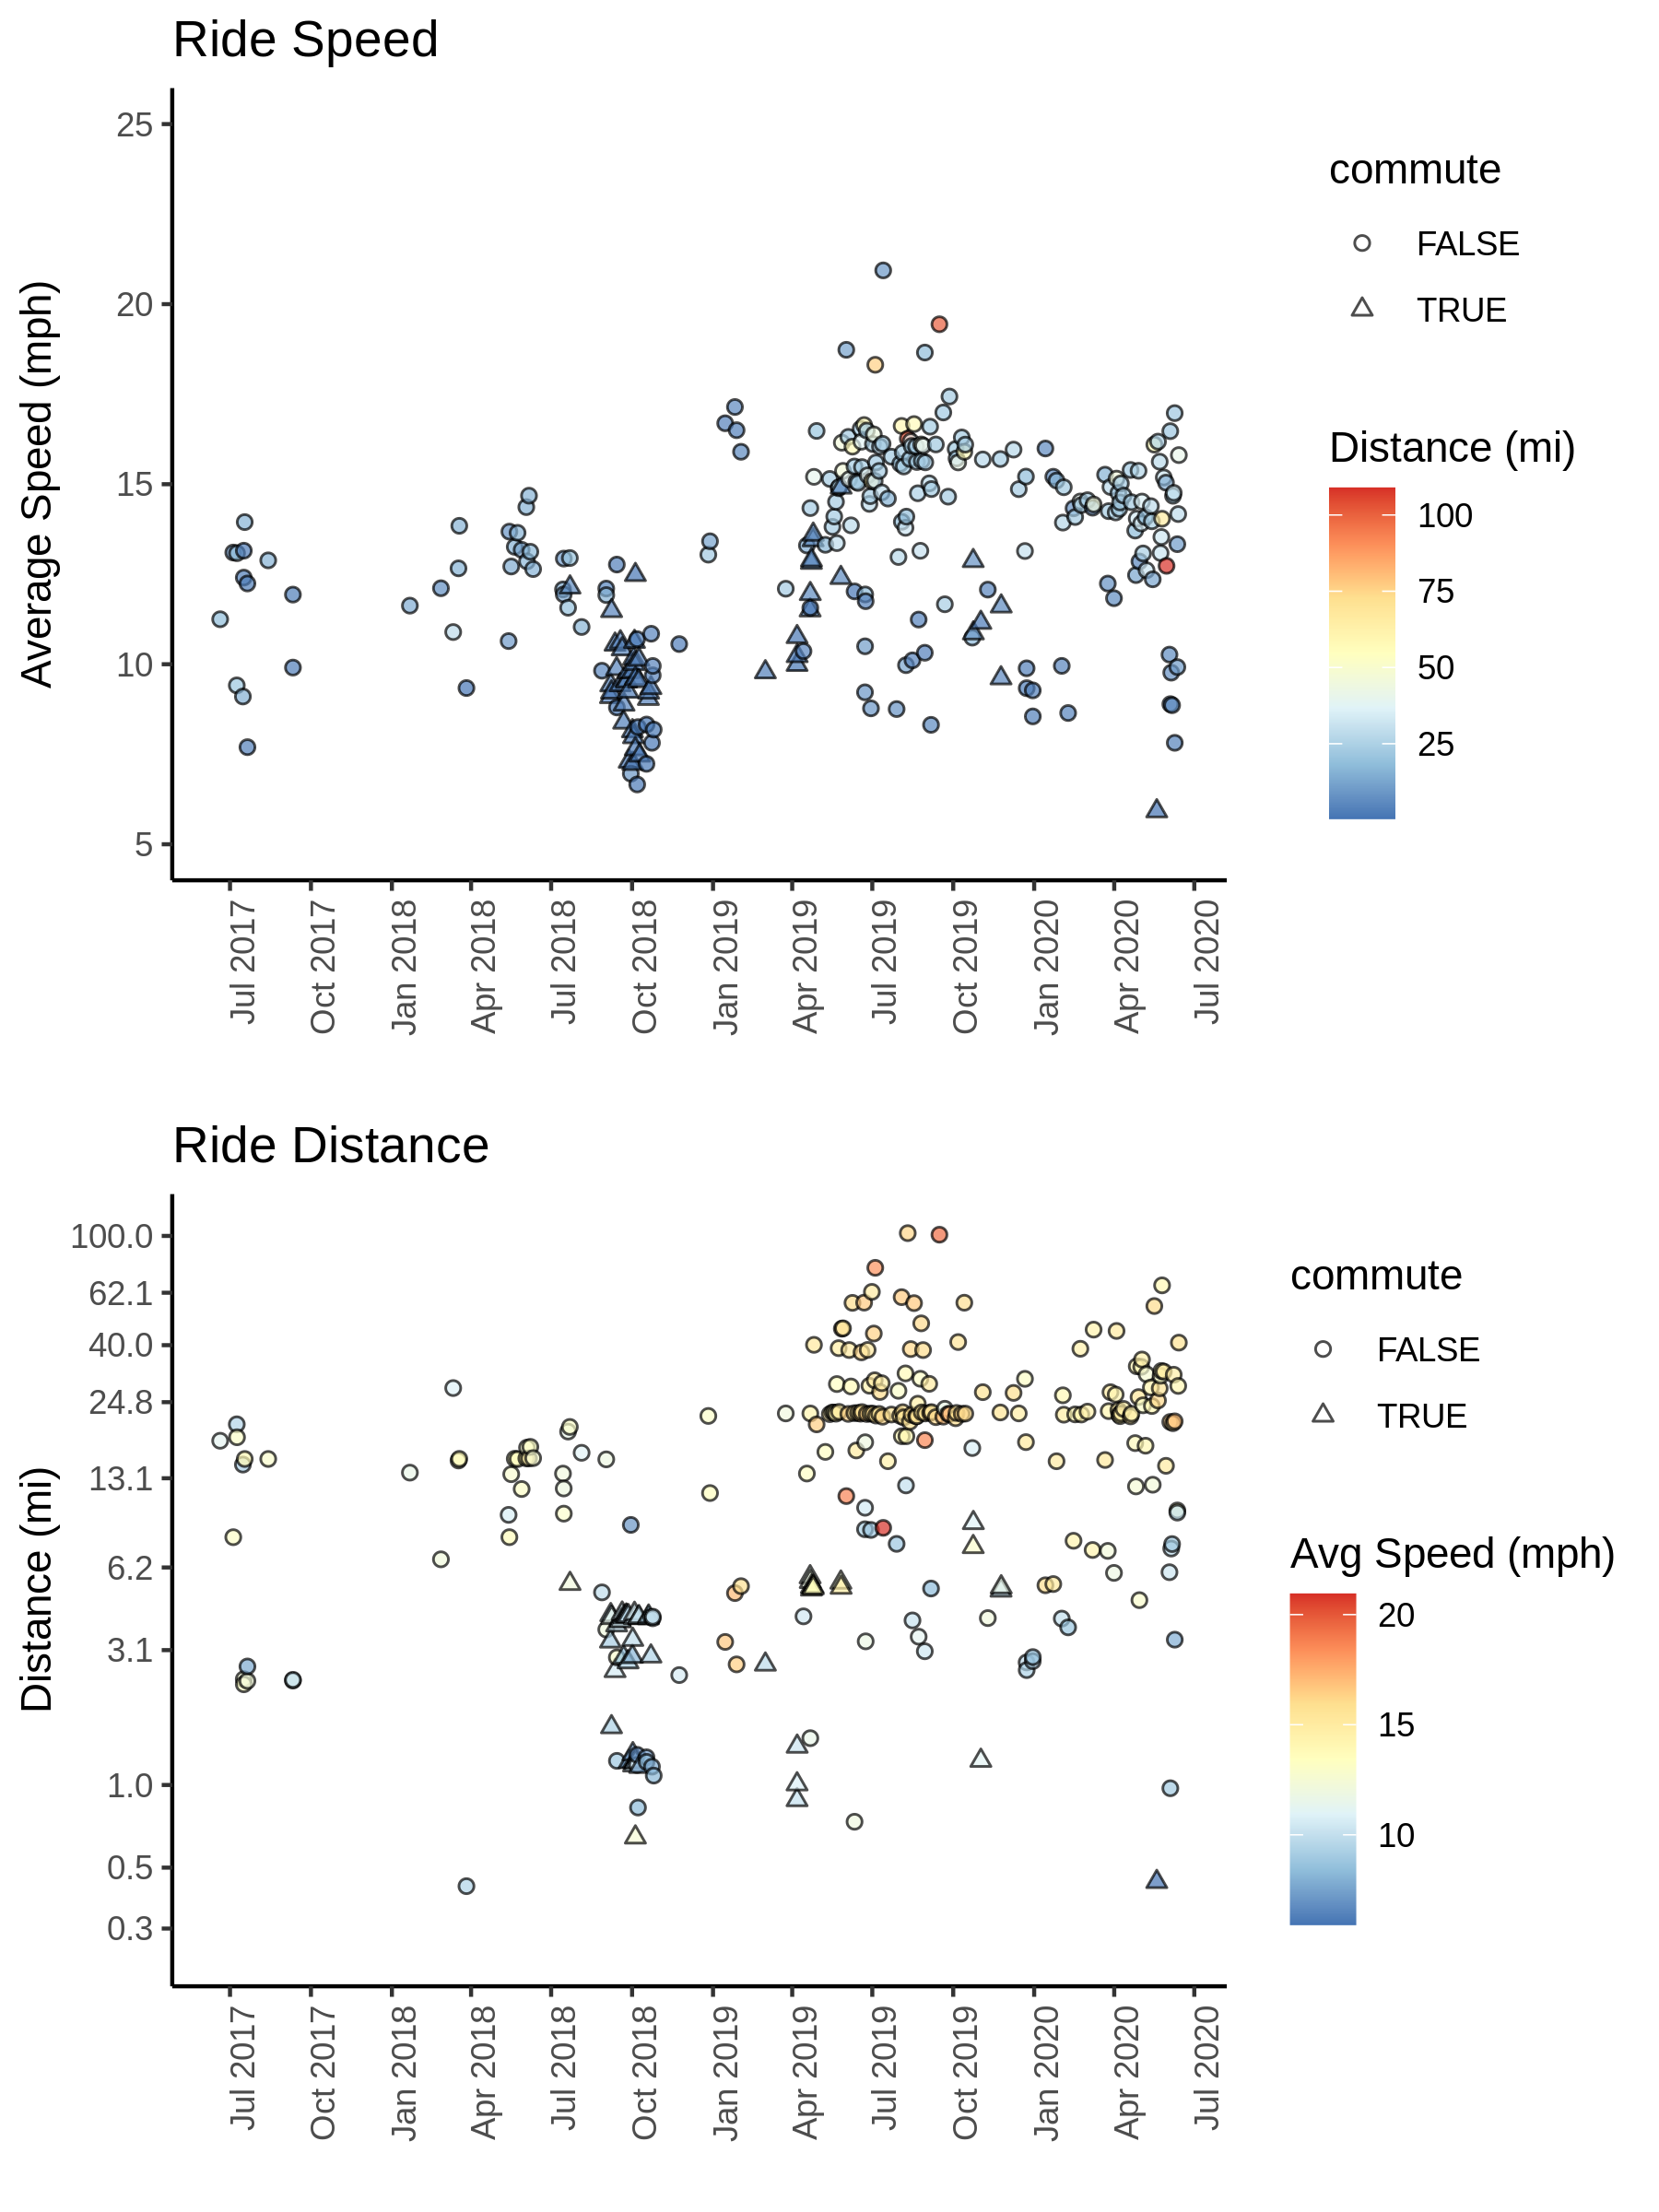 Ride Speed
Average Speed (mph)
25
20
15
10
5
Jul 2017
Oct 2017
Jan 2018
Apr 2018
Jul 2018
Oct 2018
Jan 2019
Apr 2019
Jul 2019
Oct 2019
Jan 2020
Apr 2020
Jul 2020
commute
FALSE
TRUE
Distance (mi)
100
75
50
25
Ride Distance
Distance (mi)
100.0
62.1
40.0
24.8
13.1
6.2
3.1
1.0
0.5
0.3
Jul 2017
Oct 2017
Jan 2018
Apr 2018
Jul 2018
Oct 2018
Jan 2019
Apr 2019
Jul 2019
Oct 2019
Jan 2020
Apr 2020
Jul 2020
commute
FALSE
TRUE
Avg Speed (mph)
20
15
10